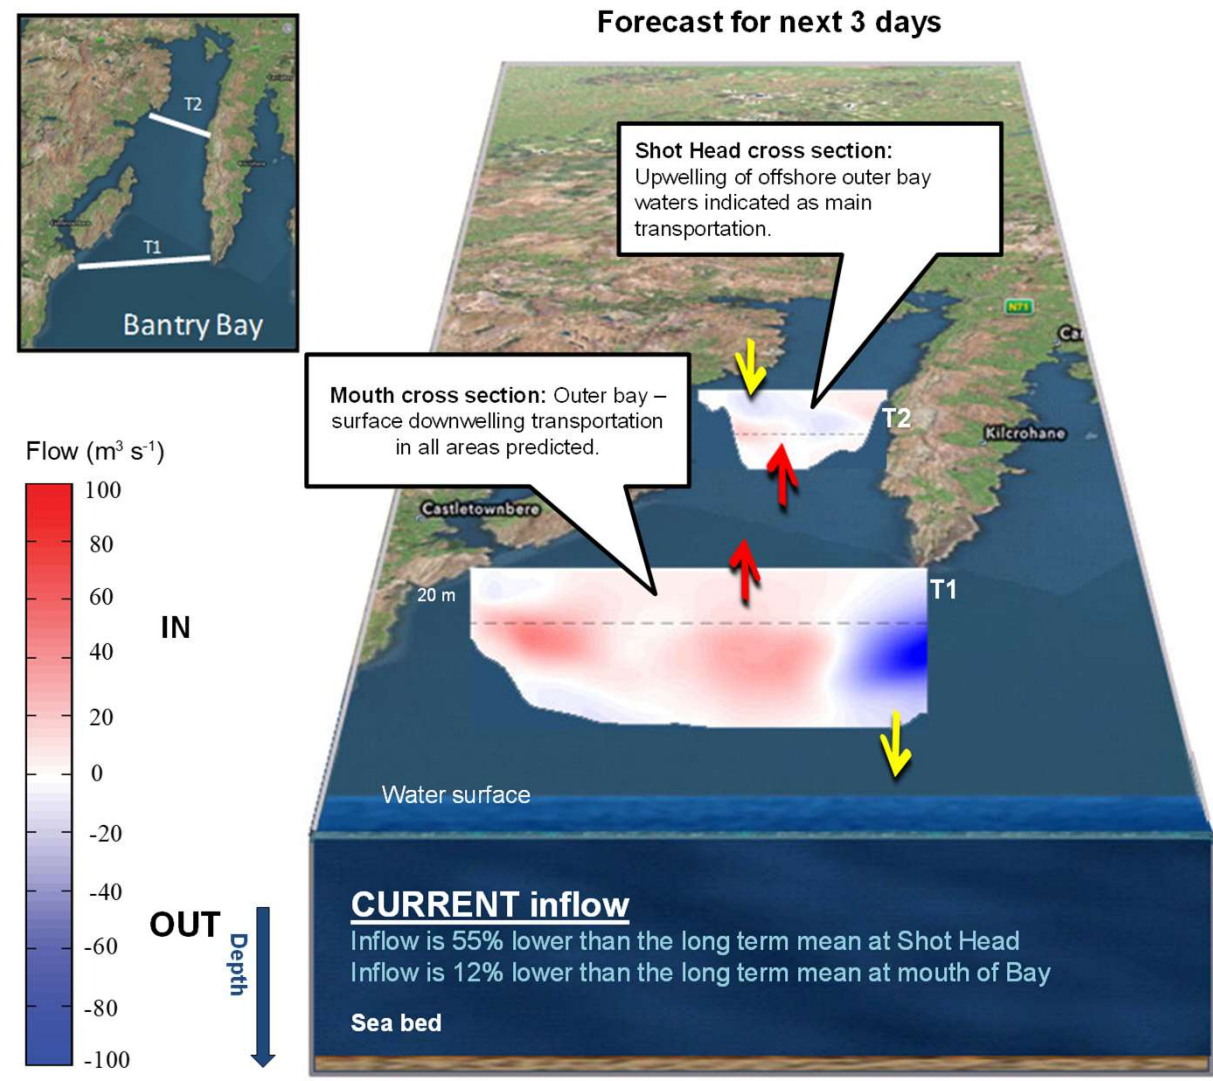 Forecast for next 3 days
T2
T1
Bantry Bay
Shot Head cross section:
Upwelling of offshore outer bay
waters indicated as main
transportation.
N71
Mouth cross section: Outer bay –
surface downwelling transportation
in all areas predicted.
T2
Kilcrohane
Castletownbere
20 m
T1
Flow (m³ s⁻¹)
100
80
60
40
20
0
-20
-40
-60
-80
-100
IN
OUT
Depth
Water surface
CURRENT inflow
Inflow is 55% lower than the long term mean at Shot Head
Inflow is 12% lower than the long term mean at mouth of Bay
Sea bed